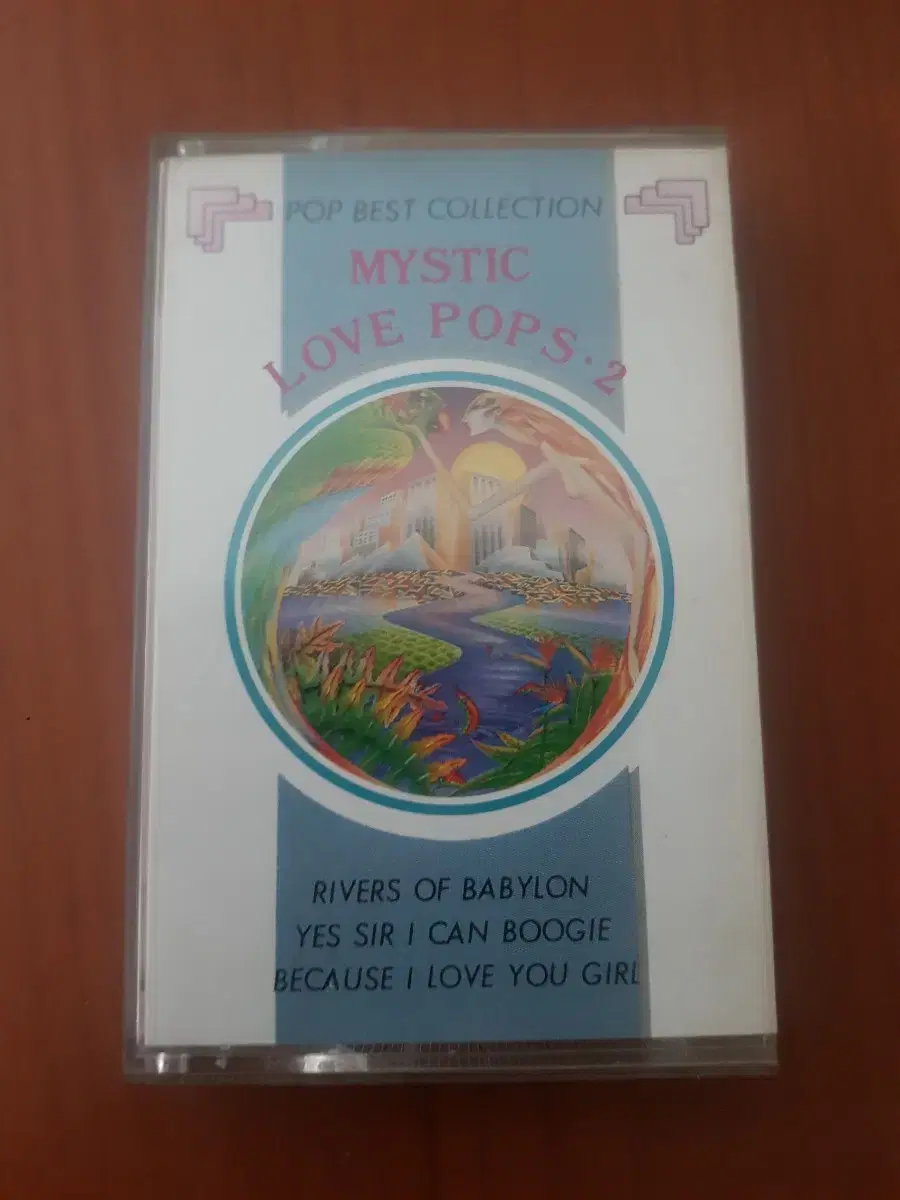 POP BEST COLLECTION
MYSTIC
LOVE POPS·2
RIVERS OF BABYLON
YES SIR I CAN BOOGIE
BECAUSE I LOVE YOU GIRL